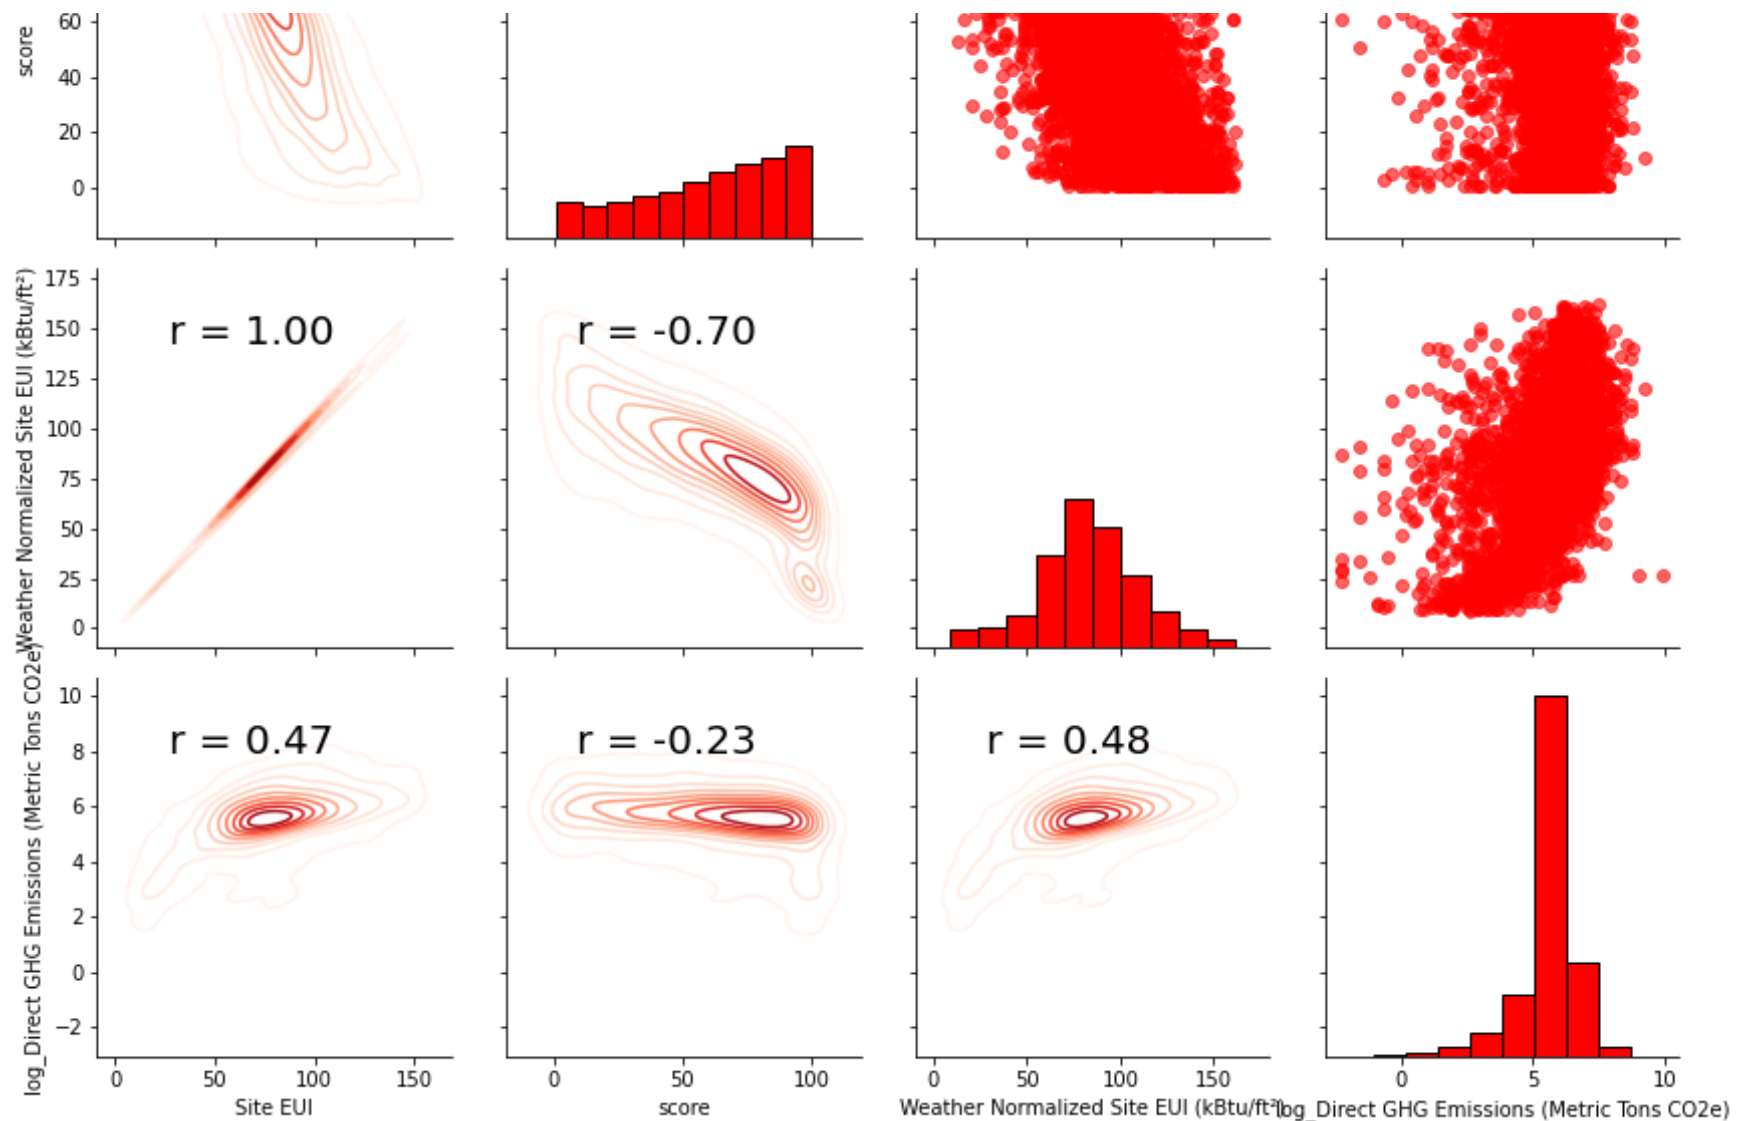 score
60
40
20
0
Weather Normalized Site EUI (kBtu/ft²)
175
150
125
100
75
50
25
0
r = 1.00
r = -0.70
log_Direct GHG Emissions (Metric Tons CO2e)
10
8
6
4
2
0
−2
r = 0.47
r = -0.23
r = 0.48
0 50 100 150
0 50 100
0 50 100 150
0 5 10
Site EUI
score
Weather Normalized Site EUI (kBtu/ft²)
log_Direct GHG Emissions (Metric Tons CO2e)